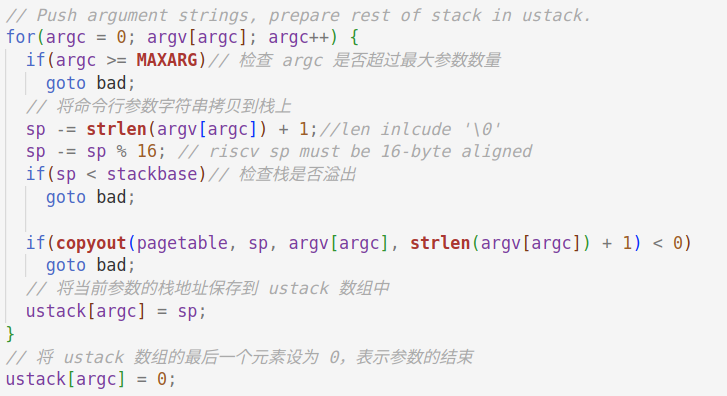 // Push argument strings, prepare rest of stack in ustack.
for(argc = 0; argv[argc]; argc++) {
if(argc >= MAXARG)// 检查 argc 是否超过最大参数数量
goto bad;
// 将命令行参数字符串拷贝到栈上
sp -= strlen(argv[argc]) + 1;//len inlcude '\0'
sp -= sp % 16; // riscv sp must be 16-byte aligned
if(sp < stackbase)// 检查栈是否溢出
goto bad;
if(copyout(pagetable, sp, argv[argc], strlen(argv[argc]) + 1) < 0)
goto bad;
// 将当前参数的栈地址保存到 ustack 数组中
ustack[argc] = sp;
}
// 将 ustack 数组的最后一个元素设为 0，表示参数的结束
ustack[argc] = 0;